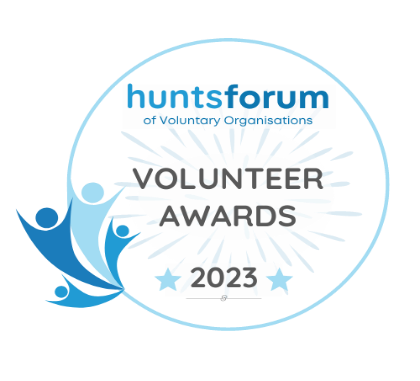 huntsforum
of Voluntary Organisations
VOLUNTEER
AWARDS
2023